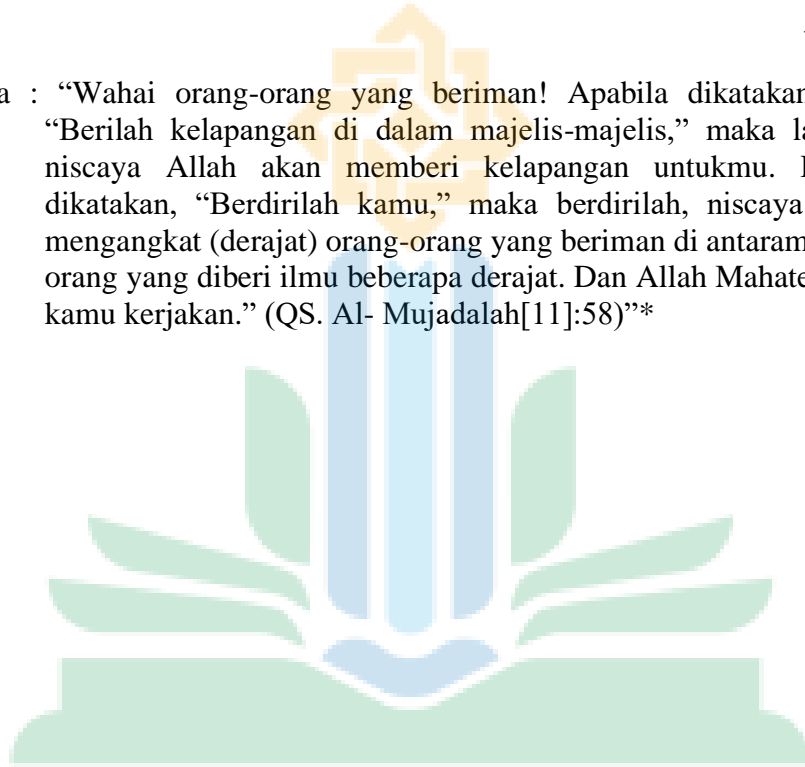 a : “Wahai orang-orang yang beriman! Apabila dikatakan
“Berilah kelapangan di dalam majelis-majelis,” maka la
niscaya Allah akan memberi kelapangan untukmu.
dikatakan, “Berdirilah kamu,” maka berdirilah, niscaya
mengangkat (derajat) orang-orang yang beriman di antaram
orang yang diberi ilmu beberapa derajat. Dan Allah Mahate
kamu kerjakan.” (QS. Al- Mujadalah[11]:58)”*